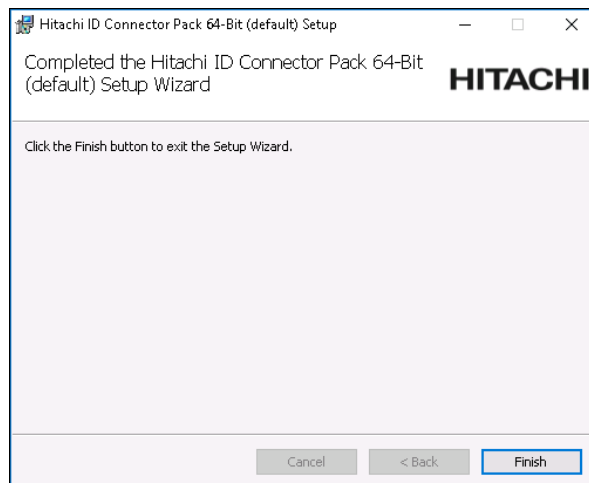 Hitachi ID Connector Pack 64-Bit (default) Setup
Completed the Hitachi ID Connector Pack 64-Bit
(default) Setup Wizard
HITACHI
Click the Finish button to exit the Setup Wizard.
Cancel
< Back
Finish